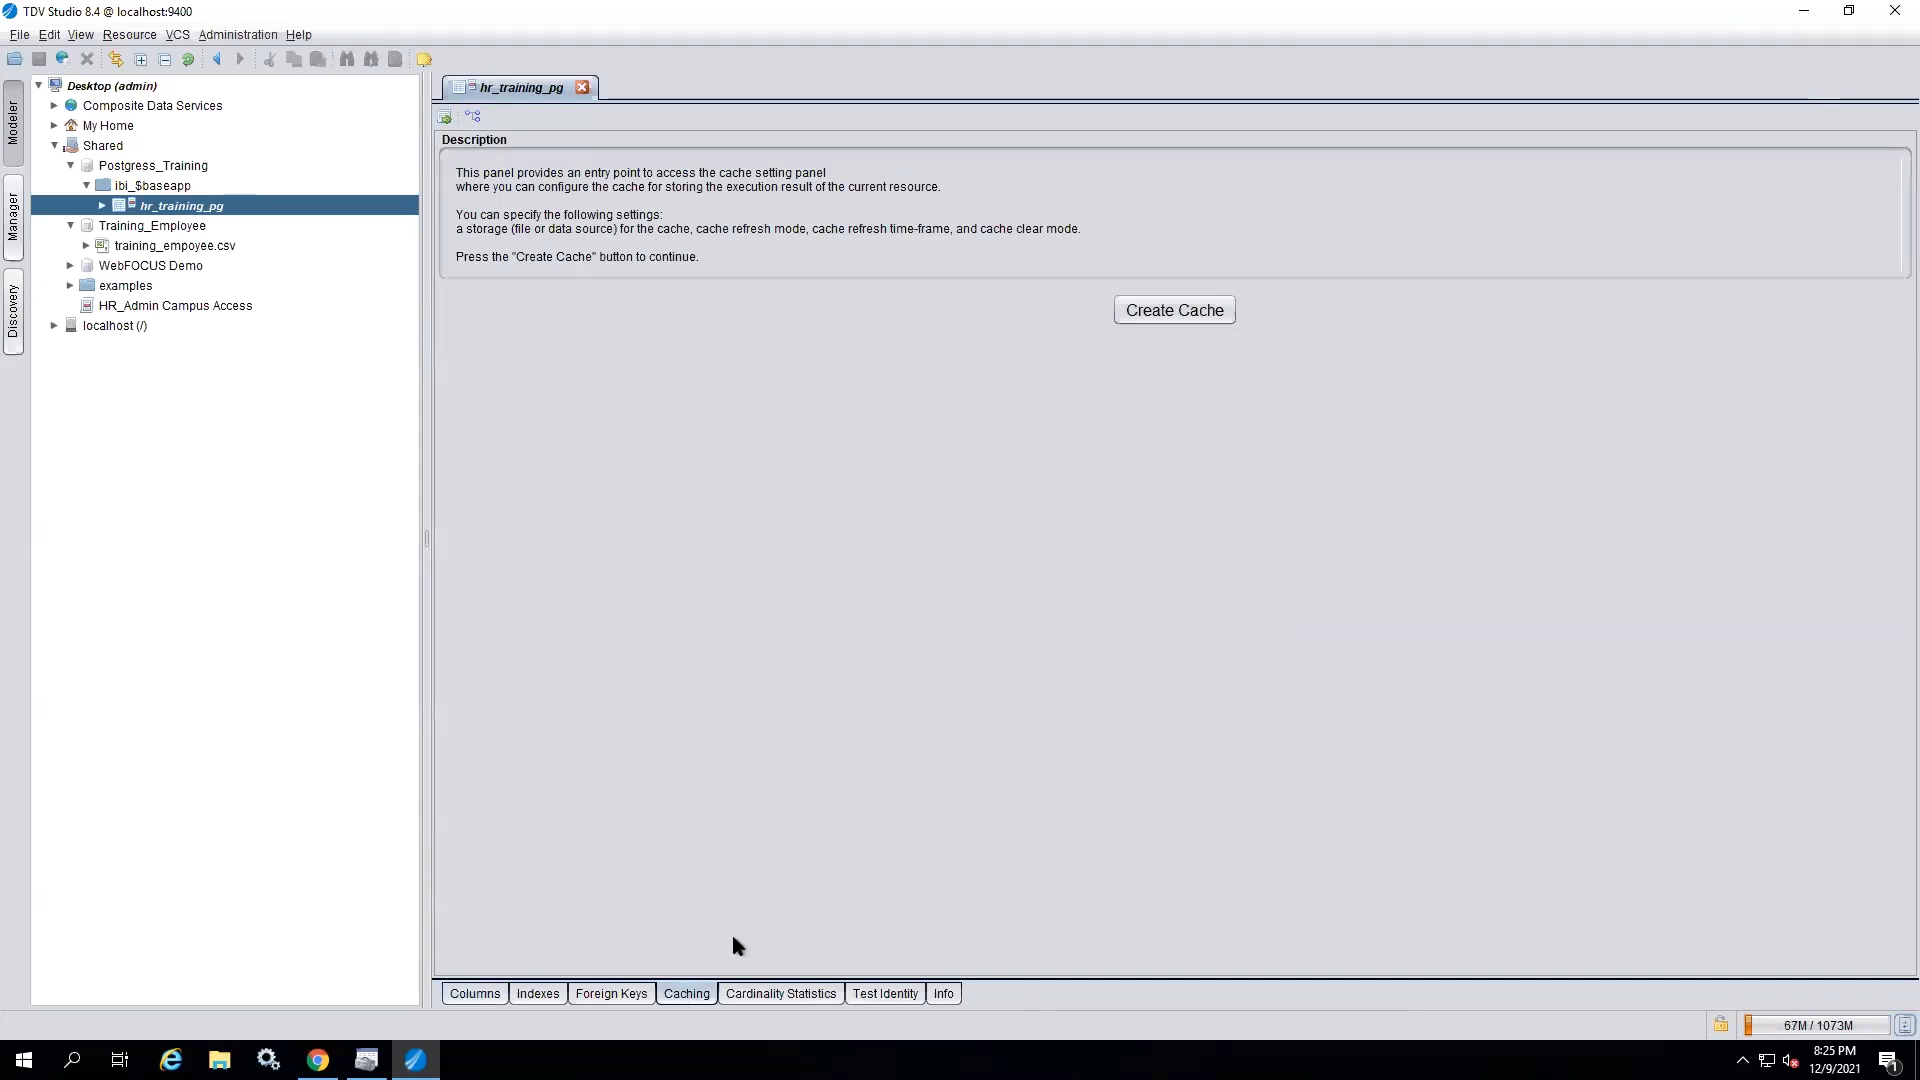 TDV Studio 8.4 @ localhost:9400
File Edit View Resource VCS Administration Help
Modeler
Manager
Discovery
Desktop (admin)
Composite Data Services
My Home
Shared
Postgress_Training
ibi_$baseapp
hr_training_pg
Training_Employee
training_empoyee.csv
WebFOCUS Demo
examples
HR_Admin Campus Access
localhost (/)
hr_training_pg
Description
This panel provides an entry point to access the cache setting panel
where you can configure the cache for storing the execution result of the current resource.
You can specify the following settings:
a storage (file or data source) for the cache, cache refresh mode, cache refresh time-frame, and cache clear mode.
Press the "Create Cache" button to continue.
Create Cache
Columns Indexes Foreign Keys Caching Cardinality Statistics Test Identity Info
67M / 1073M
8:25 PM
12/9/2021
1